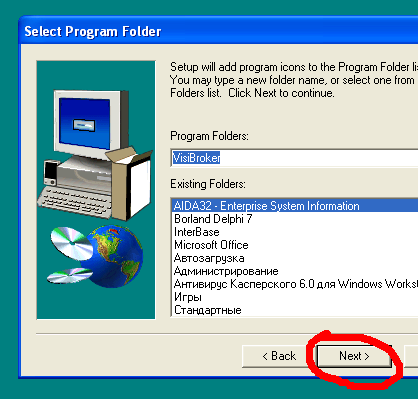 Select Program Folder
Setup will add program icons to the Program Folder li
You may type a new folder name, or select one from
Folders list. Click Next to continue.
Program Folders:
VisiBroker
Existing Folders:
AIDA32 - Enterprise System Information
Borland Delphi 7
InterBase
Microsoft Office
Автозагрузка
Администрирование
Антивирус Касперского 6.0 для Windows Workst
Игры
Стандартные
< Back
Next >